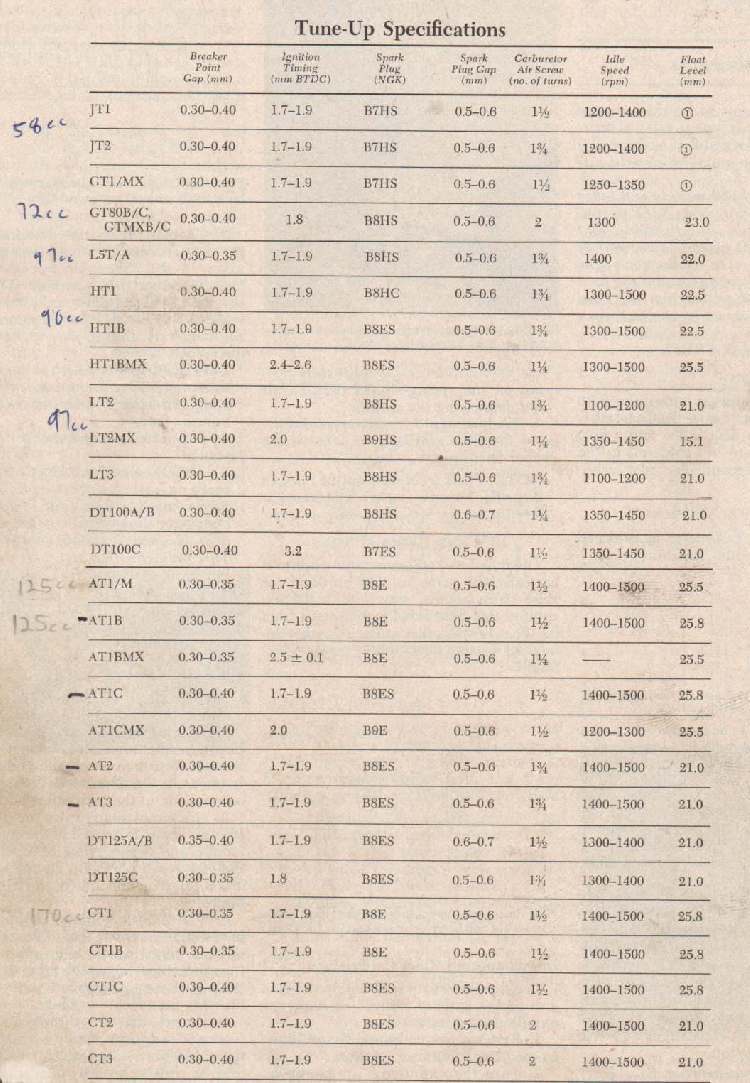 Tune-Up Specifications
Breaker Point Gap (mm) Ignition Timing (mm BTDC) Spark Plug (NGK) Spark Plug Gap (mm) Carburetor Air Screw (no. of turns) Idle Speed (rpm) Float Level (mm)
JT1 0.30–0.40 1.7–1.9 B7HS 0.5–0.6 1½ 1200–1400 ①
58cc
JT2 0.30–0.40 1.7–1.9 B7HS 0.5–0.6 1¾ 1200–1400 ①
GT1/MX 0.30–0.40 1.7–1.9 B7HS 0.5–0.6 1½ 1250–1350 ①
72cc GT80B/C, GTMXB/C 0.30–0.40 1.8 B8HS 0.5–0.6 2 1300 23.0
97cc L5T/A 0.30–0.35 1.7–1.9 B8HS 0.5–0.6 1¾ 1400 22.0
HT1 0.30–0.40 1.7–1.9 B8HC 0.5–0.6 1¾ 1300–1500 22.5
90cc
HT1B 0.30–0.40 1.7–1.9 B8ES 0.5–0.6 1¾ 1300–1500 22.5
HT1BMX 0.30–0.40 2.4–2.6 B8ES 0.5–0.6 1¼ 1300–1500 25.5
LT2 0.30–0.40 1.7–1.9 B8HS 0.5–0.6 1¾ 1100–1200 21.0
97cc
LT2MX 0.30–0.40 2.0 B9HS 0.5–0.6 1¼ 1350–1450 15.1
LT3 0.30–0.40 1.7–1.9 B8HS 0.5–0.6 1¾ 1100–1200 21.0
DT100A/B 0.30–0.40 1.7–1.9 B8HS 0.6–0.7 1¼ 1350–1450 21.0
DT100C 0.30–0.40 3.2 B7ES 0.5–0.6 1½ 1350–1450 21.0
125cc AT1/M 0.30–0.35 1.7–1.9 B8E 0.5–0.6 1½ 1400–1500 25.5
125cc - AT1B 0.30–0.35 1.7–1.9 B8E 0.5–0.6 1½ 1400–1500 25.8
AT1BMX 0.30–0.35 2.5 ± 0.1 B8E 0.5–0.6 1¼ — 25.5
- AT1C 0.30–0.40 1.7–1.9 B8ES 0.5–0.6 1½ 1400–1500 25.8
AT1CMX 0.30–0.40 2.0 B9E 0.5–0.6 1½ 1200–1300 25.5
- AT2 0.30–0.40 1.7–1.9 B8ES 0.5–0.6 1¾ 1400–1500 21.0
- AT3 0.30–0.40 1.7–1.9 B8ES 0.5–0.6 1¾ 1400–1500 21.0
DT125A/B 0.35–0.40 1.7–1.9 B8ES 0.6–0.7 1½ 1300–1400 21.0
DT125C 0.30–0.35 1.8 B8ES 0.5–0.6 1¾ 1300–1400 21.0
170cc CT1 0.30–0.35 1.7–1.9 B8E 0.5–0.6 1½ 1400–1500 25.8
CT1B 0.30–0.35 1.7–1.9 B8E 0.5–0.6 1½ 1400–1500 25.8
CT1C 0.30–0.40 1.7–1.9 B8ES 0.5–0.6 1½ 1400–1500 25.8
CT2 0.30–0.40 1.7–1.9 B8ES 0.5–0.6 2 1400–1500 21.0
CT3 0.30–0.40 1.7–1.9 B8ES 0.5–0.6 2 1400–1500 21.0